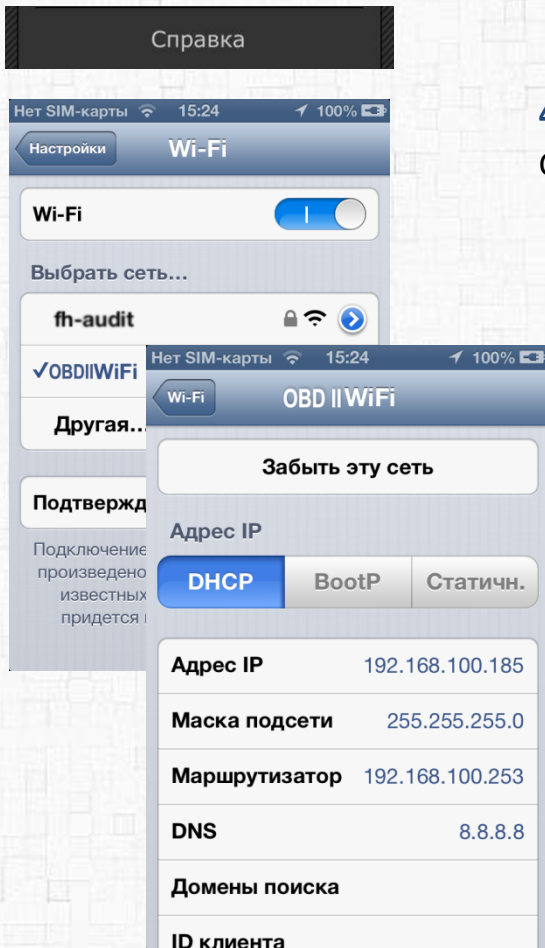 Справка
Нет SIM-карты 15:24 100%
Настройки Wi-Fi
Wi-Fi
Выбрать сеть...
fh-audit
✓OBDIIWiFi
Другая..
Подтвержд
Подключение
произведено
известных
придется
Нет SIM-карты 15:24 100%
Wi-Fi OBD II WiFi
Забыть эту сеть
Адрес IP
DHCP BootP Статичн.
Адрес IP 192.168.100.185
Маска подсети 255.255.255.0
Маршрутизатор 192.168.100.253
DNS 8.8.8.8
Домены поиска
ID клиента